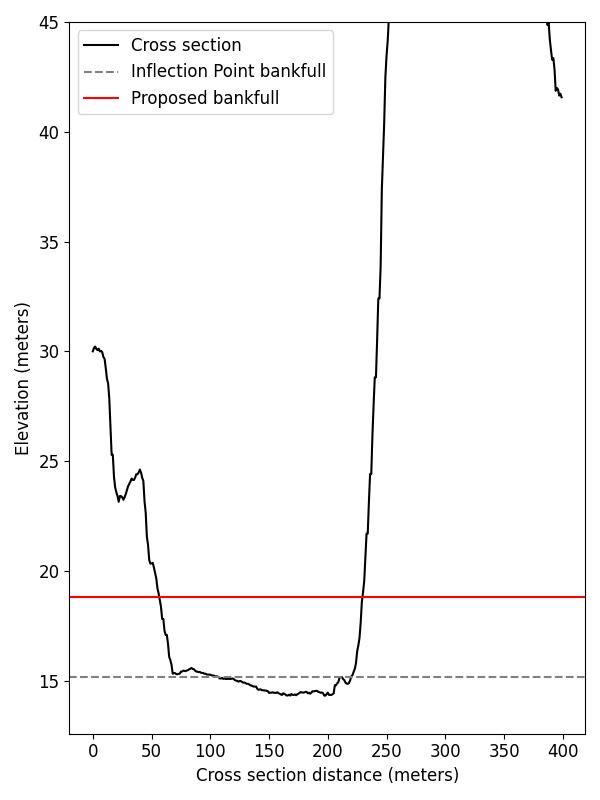 45
Cross section
Inflection Point bankfull
Proposed bankfull
40
35
30
25
20
15
Elevation (meters)
0 50 100 150 200 250 300 350 400
Cross section distance (meters)